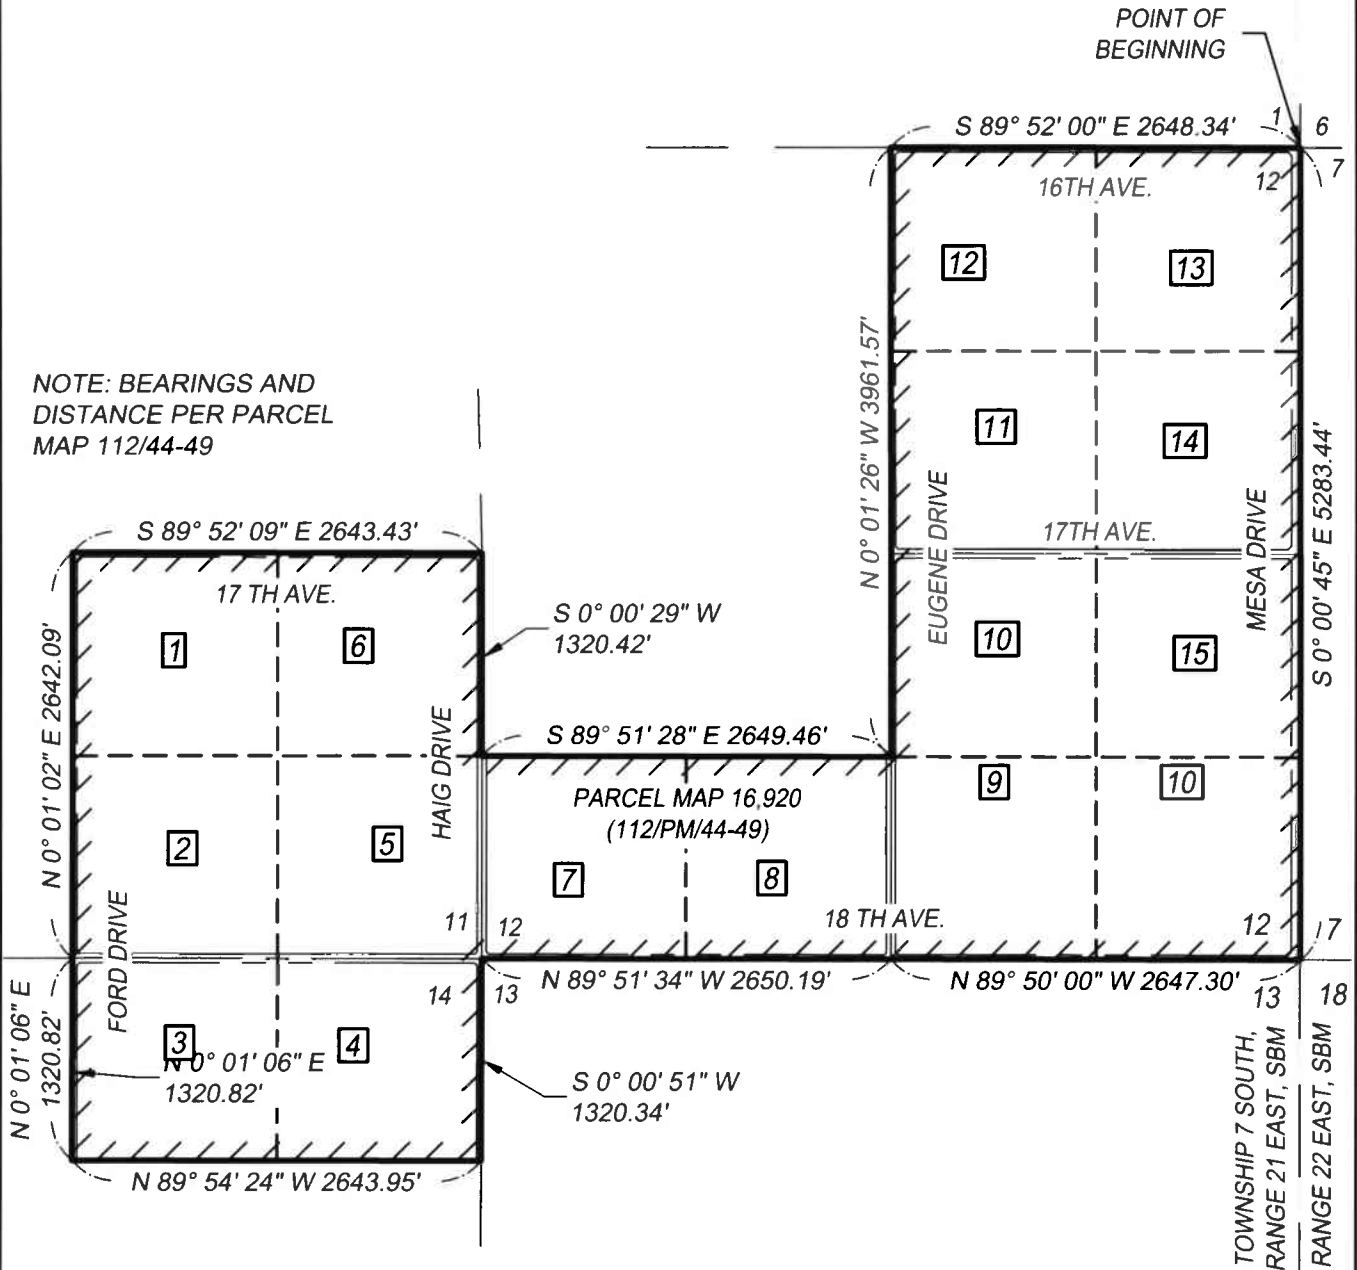 POINT OF
BEGINNING
S 89° 52' 00" E 2648.34'
1
6
7
12
16TH AVE.
12
13
N 0° 01' 26" W 3961.57'
NOTE: BEARINGS AND
DISTANCE PER PARCEL
MAP 112/44-49
11
14
S 0° 00' 45" E 5283.44'
EUGENE DRIVE
MESA DRIVE
17TH AVE.
S 89° 52' 09" E 2643.43'
17 TH AVE.
S 0° 00' 29" W
1320.42'
1
6
10
15
N 0° 01' 02" E 2642.09'
HAIG DRIVE
S 89° 51' 28" E 2649.46'
9
10
PARCEL MAP 16,920
(112/PM/44-49)
2
5
7
8
18 TH AVE.
FORD DRIVE
11
12
12
7
14
13
N 89° 51' 34" W 2650.19'
N 89° 50' 00" W 2647.30'
13
18
N 0° 01' 06" E
1320.82'
3
4
N 0° 01' 06" E
1320.82'
S 0° 00' 51" W
1320.34'
N 89° 54' 24" W 2643.95'
TOWNSHIP 7 SOUTH,
RANGE 21 EAST, SBM
RANGE 22 EAST, SBM